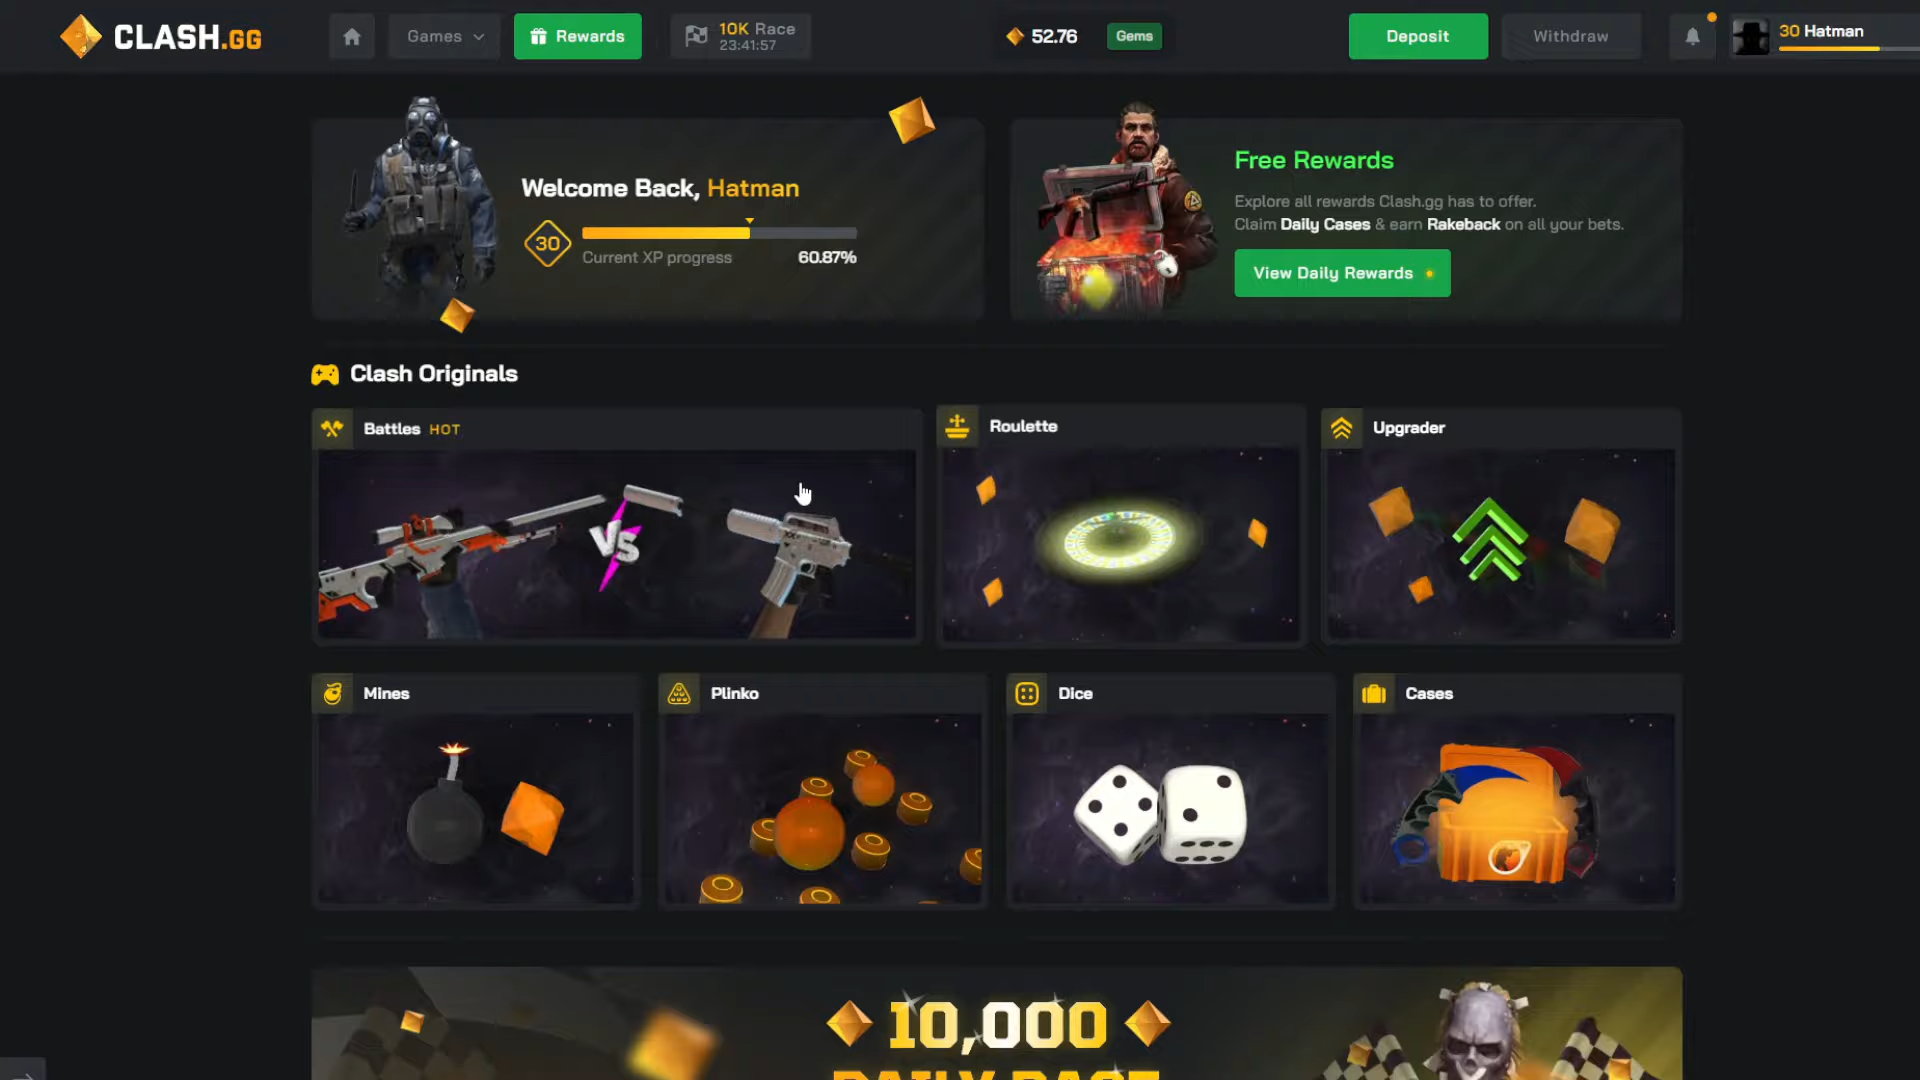 CLASH.GG
Games
Rewards
10K Race
23:41:57
52.76
Gems
Deposit
Withdraw
30 Hatman
Welcome Back, Hatman
30
Current XP progress
60.87%
Free Rewards
Explore all rewards Clash.gg has to offer.
Claim Daily Cases & earn Rakeback on all your bets.
View Daily Rewards
Clash Originals
Battles HOT
VS
Roulette
Upgrader
Mines
Plinko
Dice
Cases
10,000
DAILY RACE